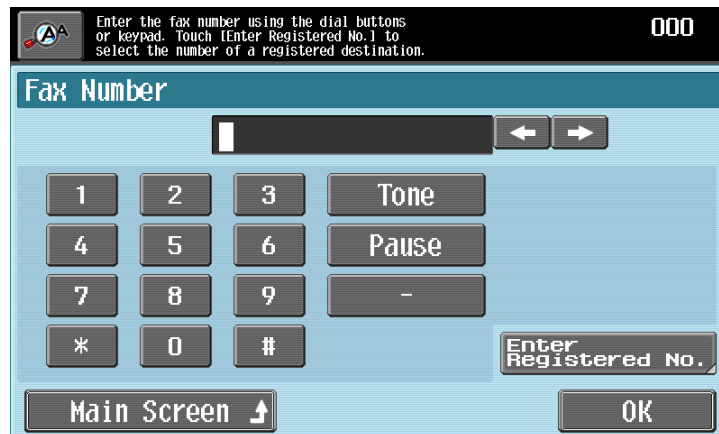 Enter the fax number using the dial buttons
or keypad. Touch [Enter Registered No.] to
select the number of a registered destination.
000
AA
Fax Number
1 2 3 Tone
4 5 6 Pause
7 8 9 -
* 0 #
Enter
Registered No.
Main Screen
OK